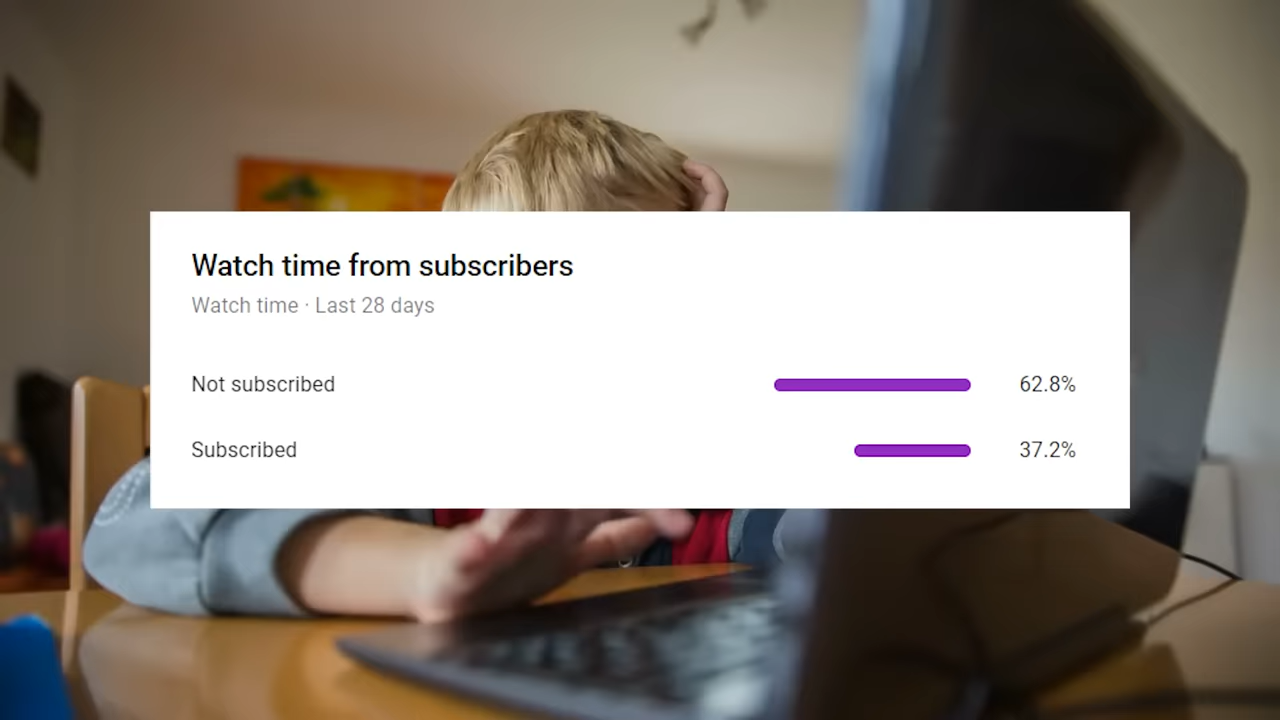 Watch time from subscribers
Watch time · Last 28 days
Not subscribed 62.8%
Subscribed 37.2%